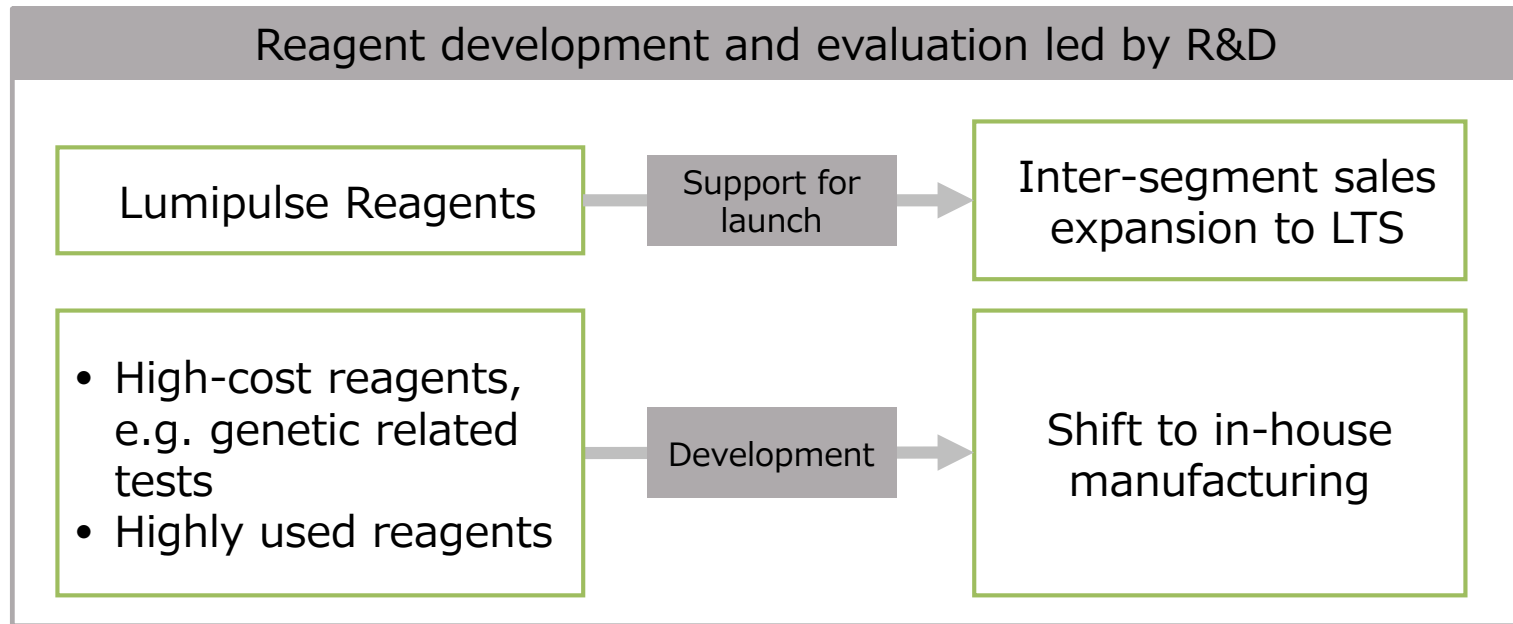 Reagent development and evaluation led by R&D
Lumipulse Reagents
Support for
launch
Inter-segment sales
expansion to LTS
• High-cost reagents,
e.g. genetic related
tests
• Highly used reagents
Development
Shift to in-house
manufacturing